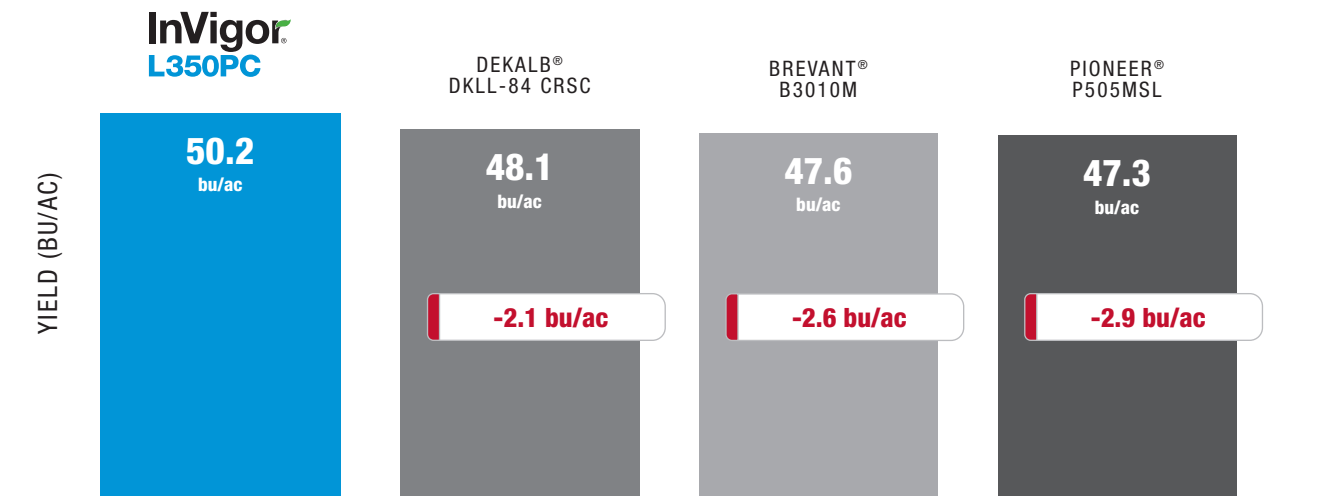 InVigor®
L350PC
DEKALB®
DKLL-84 CRSC
BREVANT®
B3010M
PIONEER®
P505MSL
YIELD (BU/AC)
50.2
bu/ac
48.1
bu/ac
47.6
bu/ac
47.3
bu/ac
-2.1 bu/ac
-2.6 bu/ac
-2.9 bu/ac